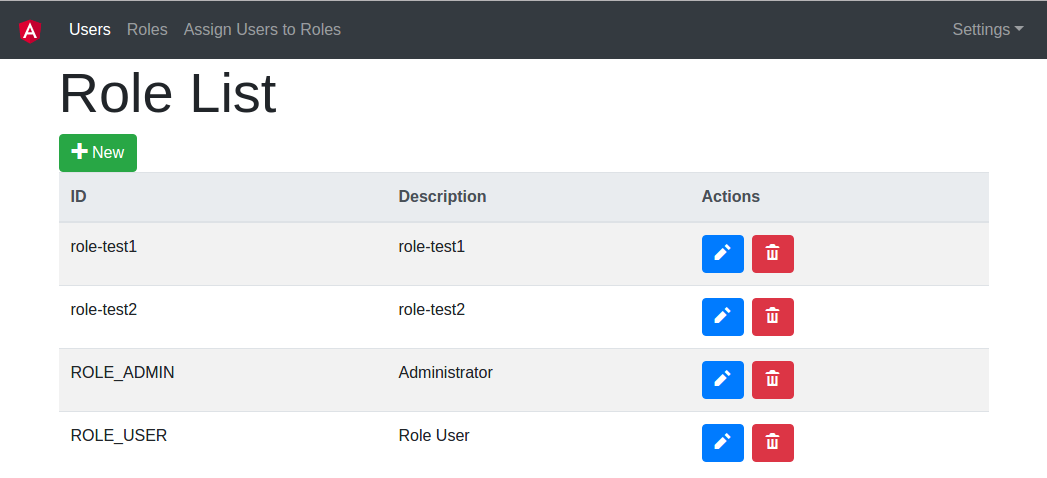 Users Roles Assign Users to Roles Settings
Role List
New
ID Description Actions
role-test1 role-test1
role-test2 role-test2
ROLE_ADMIN Administrator
ROLE_USER Role User